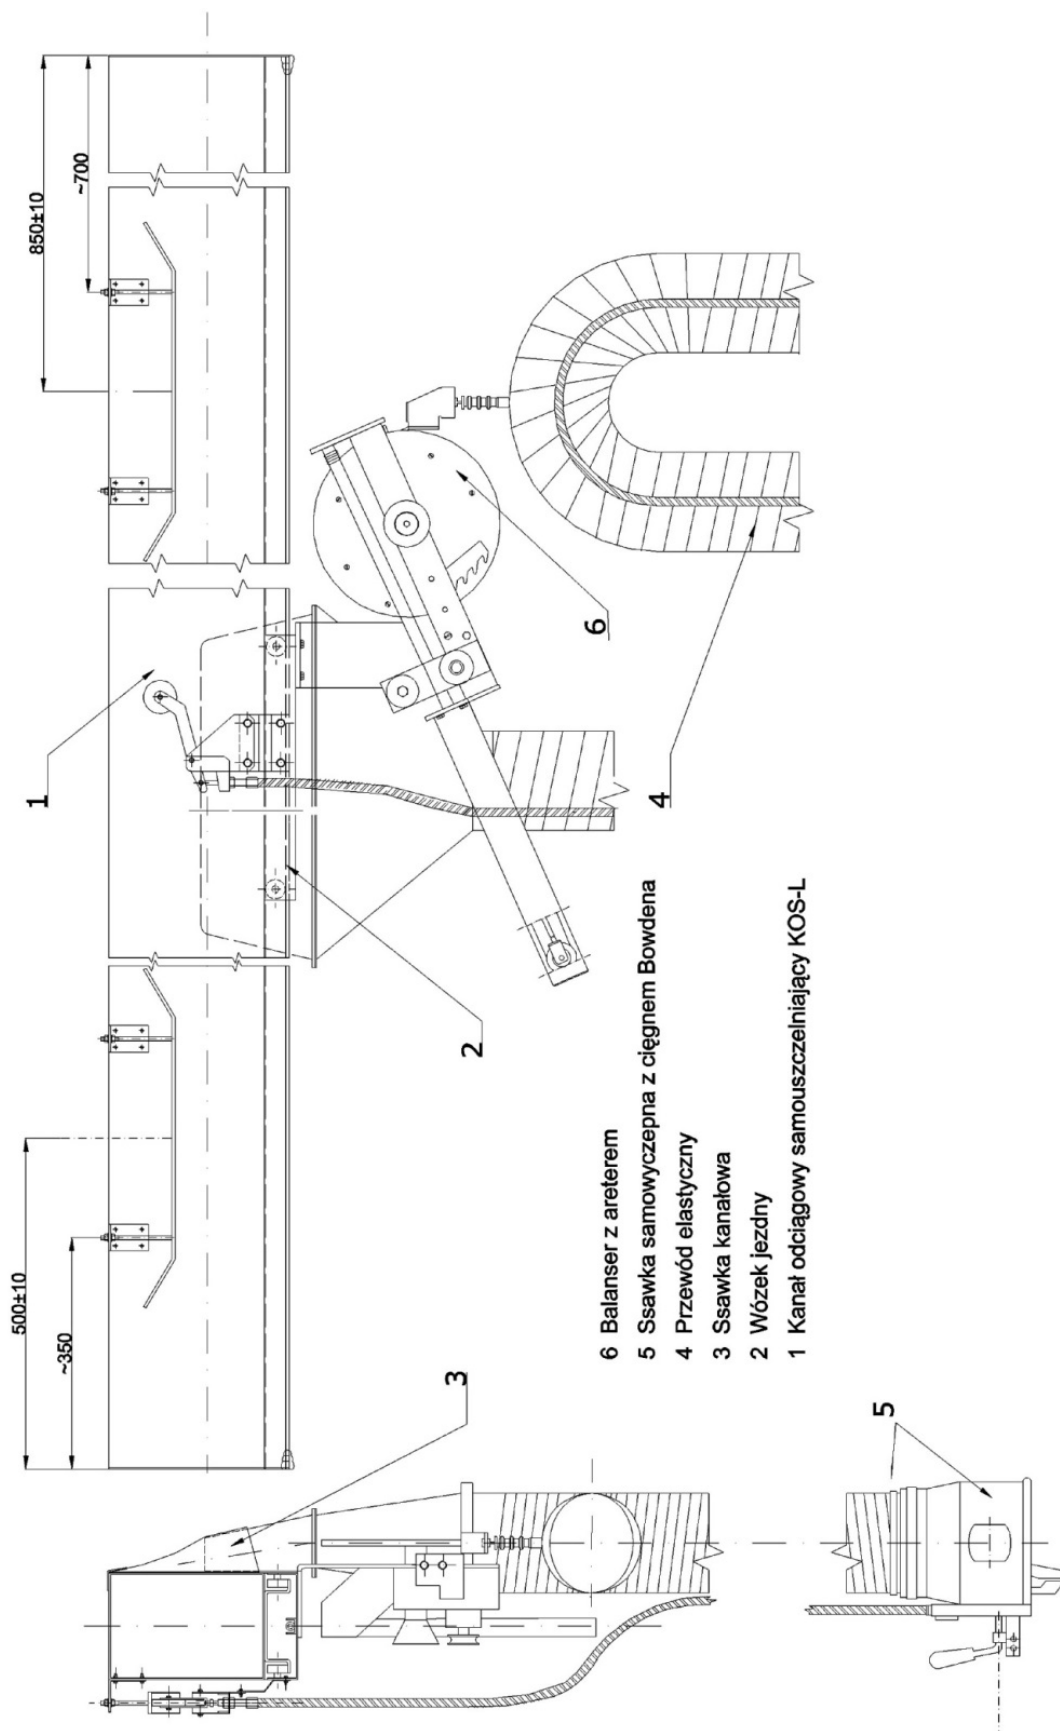 500±10
~350
850±10
~700
1
2
3
4
5
6
6 Balanser z areterem
5 Ssawka samowyczepna z cięgnem Bowdena
4 Przewód elastyczny
3 Ssawka kanałowa
2 Wózek jezdny
1 Kanał odciągowy samouszczelniający KOS-L